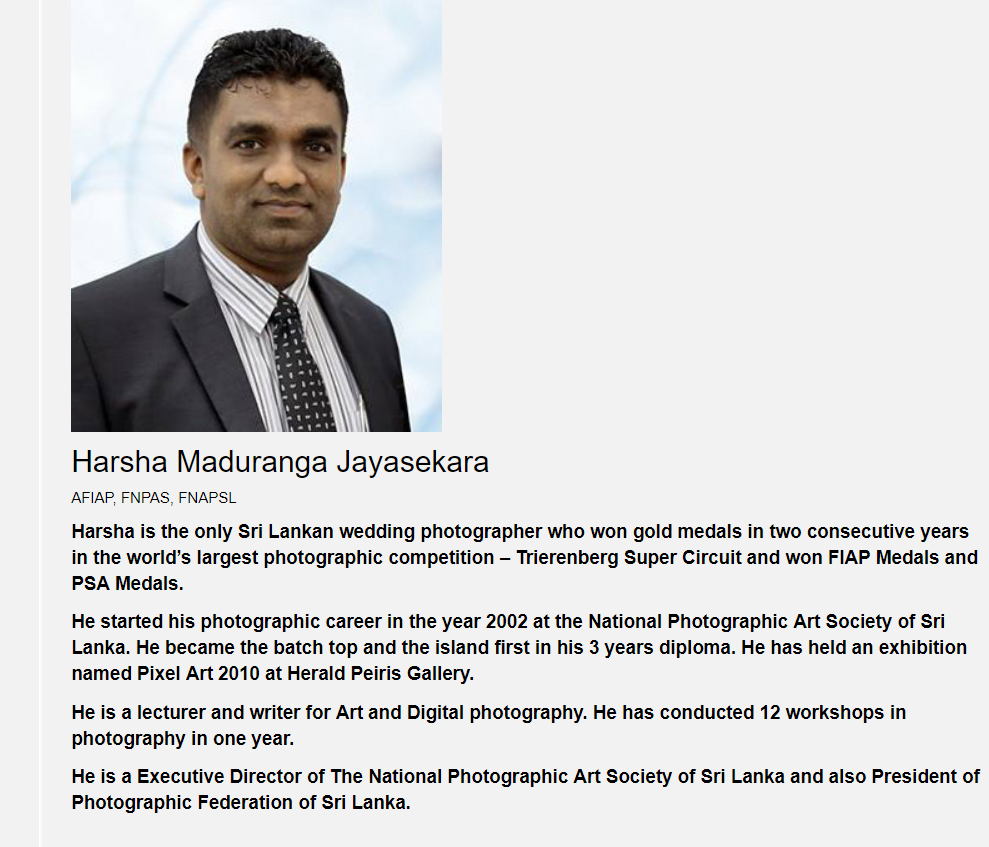 Harsha Maduranga Jayasekara
AFIAP, FNPAS, FNAPSL
Harsha is the only Sri Lankan wedding photographer who won gold medals in two consecutive years
in the world’s largest photographic competition – Trierenberg Super Circuit and won FIAP Medals and
PSA Medals.
He started his photographic career in the year 2002 at the National Photographic Art Society of Sri
Lanka. He became the batch top and the island first in his 3 years diploma. He has held an exhibition
named Pixel Art 2010 at Herald Peiris Gallery.
He is a lecturer and writer for Art and Digital photography. He has conducted 12 workshops in
photography in one year.
He is a Executive Director of The National Photographic Art Society of Sri Lanka and also President of
Photographic Federation of Sri Lanka.